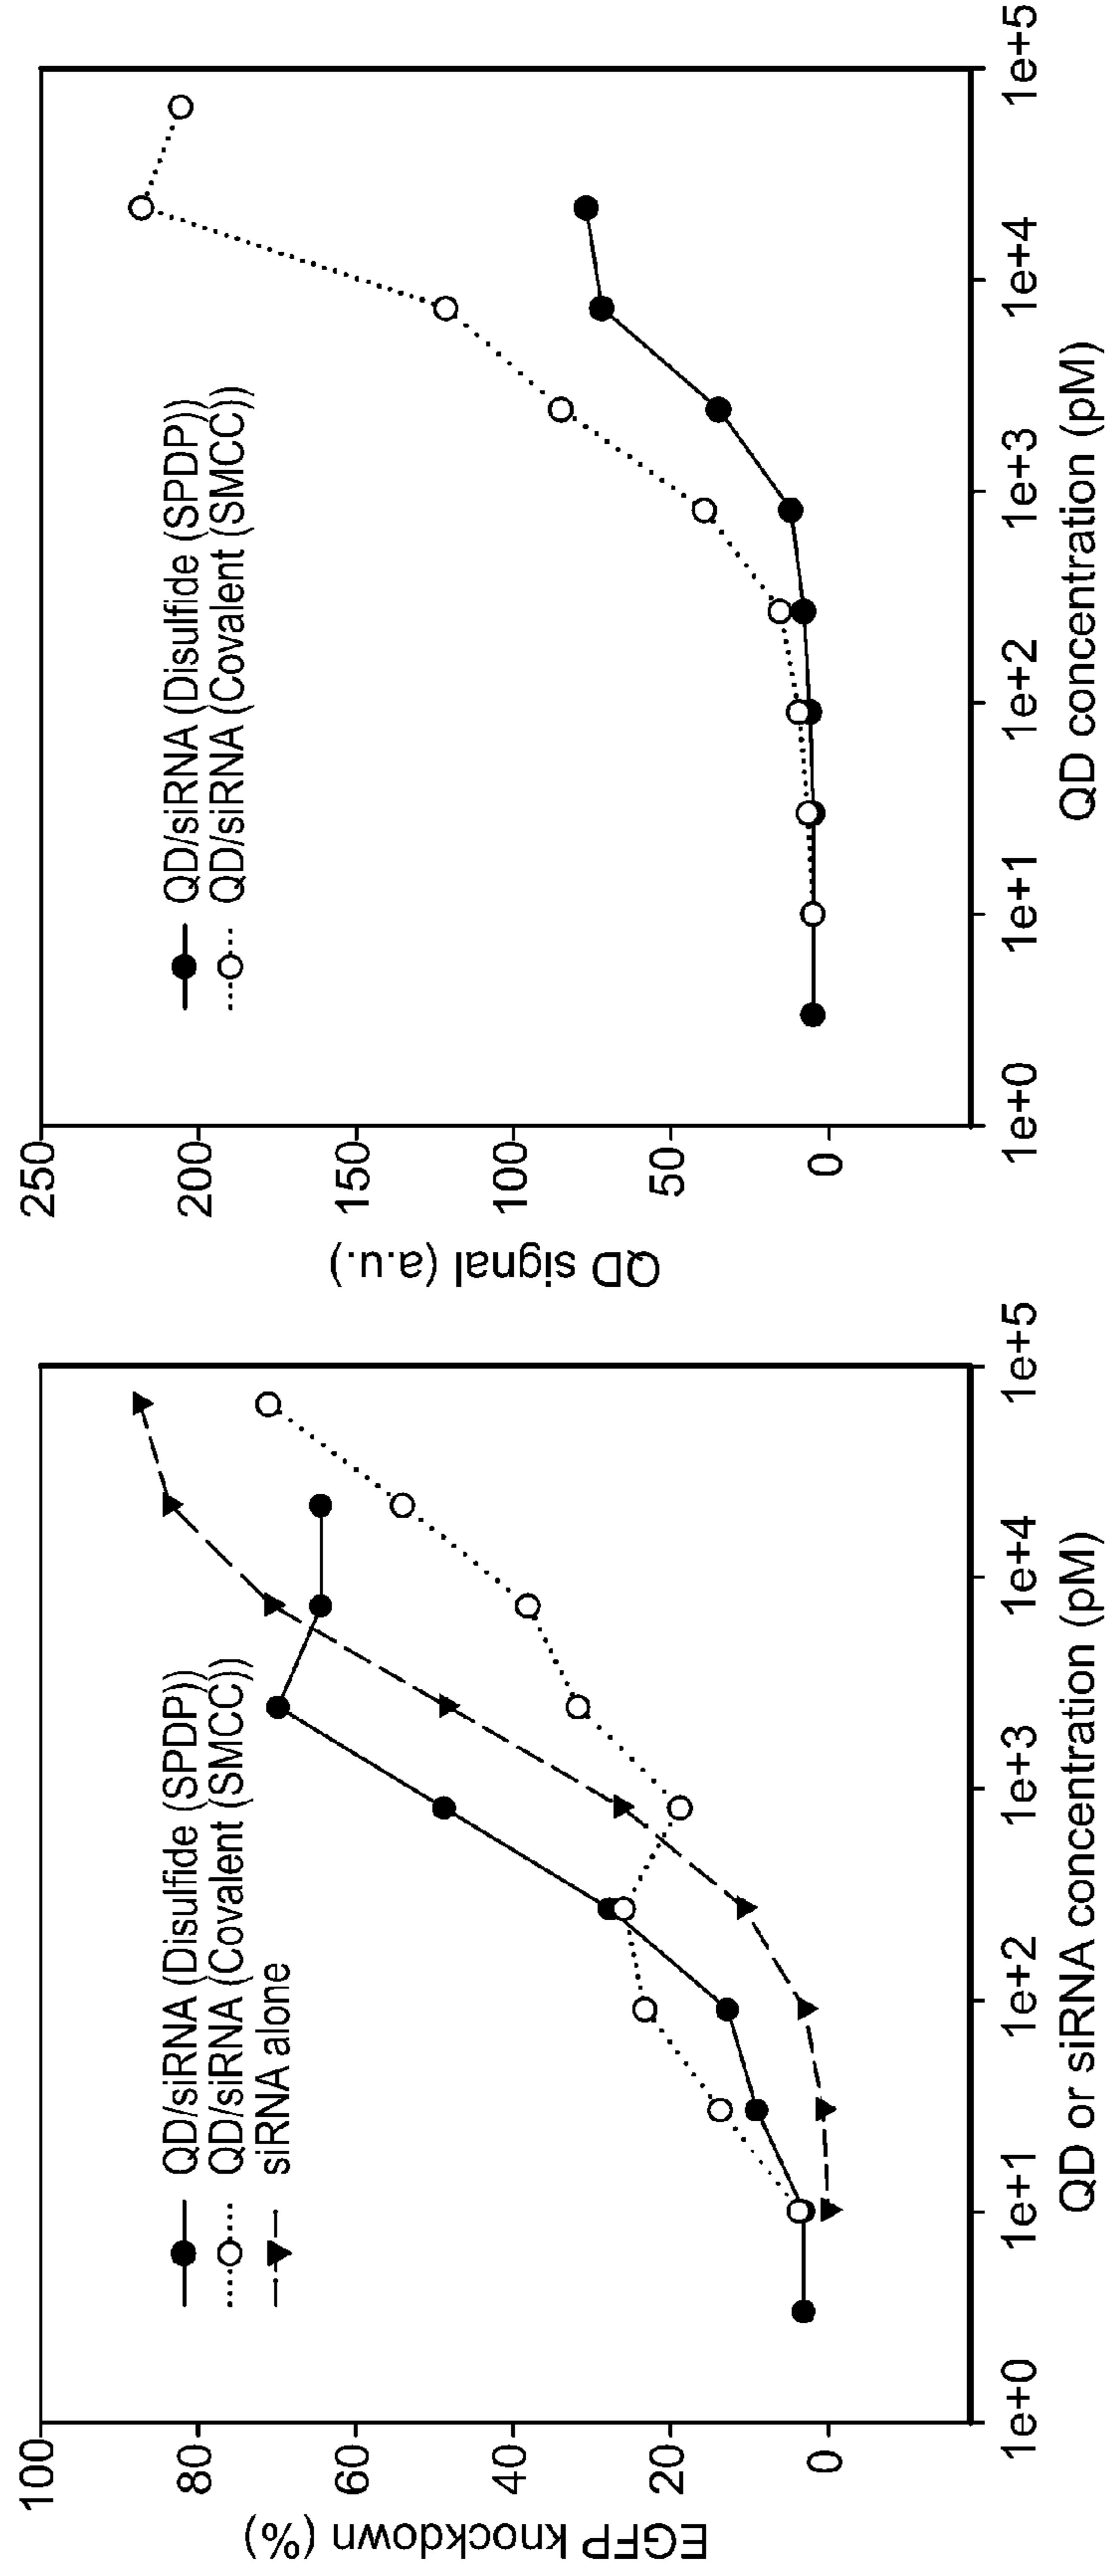 EGFP knockdown (%)
100
80
60
40
20
0
QD/siRNA (Disulfide (SPDP))
QD/siRNA (Covalent (SMCC))
siRNA alone
1e+0
1e+1
1e+2
1e+3
1e+4
1e+5
QD or siRNA concentration (pM)
QD signal (a.u.)
250
200
150
100
50
0
QD/siRNA (Disulfide (SPDP))
QD/siRNA (Covalent (SMCC))
1e+0
1e+1
1e+2
1e+3
1e+4
1e+5
QD concentration (pM)